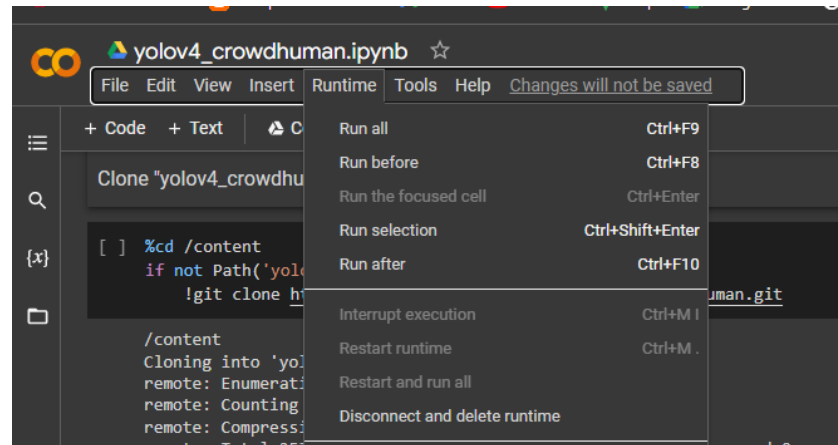 yolov4_crowdhuman.ipynb
File Edit View Insert Runtime Tools Help Changes will not be saved
+ Code + Text
Run all Ctrl+F9
Run before Ctrl+F8
Clone "yolov4_crowdhu
Run the focused cell Ctrl+Enter
Run selection Ctrl+Shift+Enter
[ ] %cd /content
{x}
if not Path('yolo
Run after Ctrl+F10
!git clone h uman.git
Interrupt execution Ctrl+M I
/content
Restart runtime Ctrl+M .
Cloning into 'yol
Restart and run all
remote: Enumerati
remote: Counting
Disconnect and delete runtime
remote: Compressi